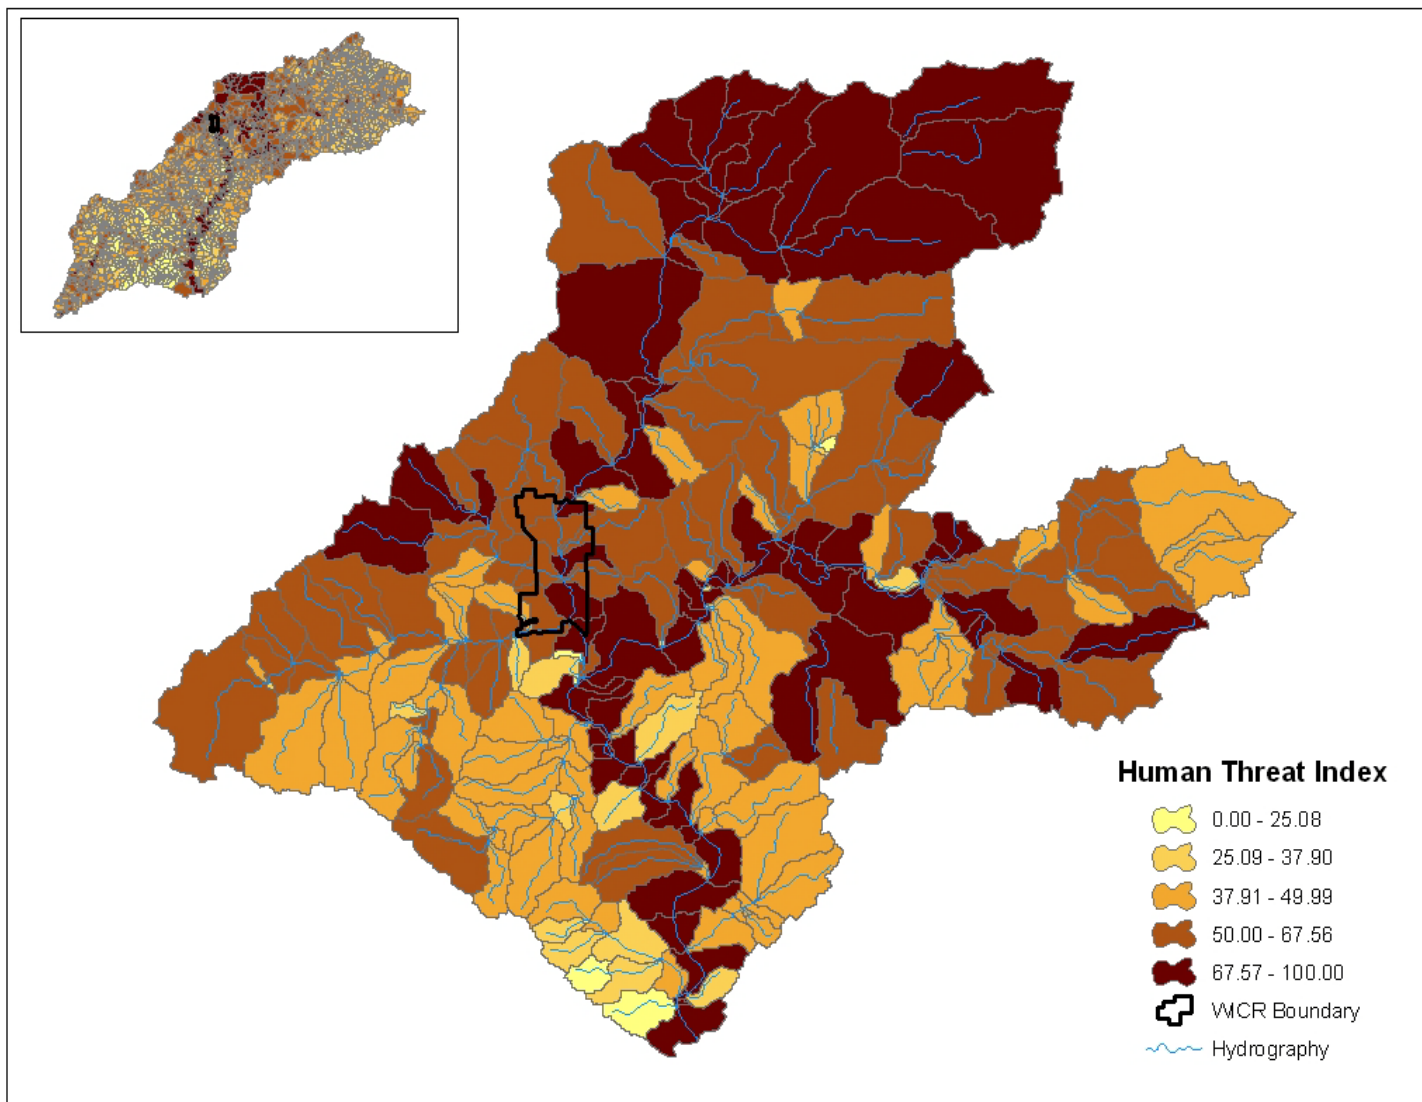 Human Threat Index
0.00 - 25.08
25.09 - 37.90
37.91 - 49.99
50.00 - 67.56
67.57 - 100.00
WICR Boundary
Hydrography